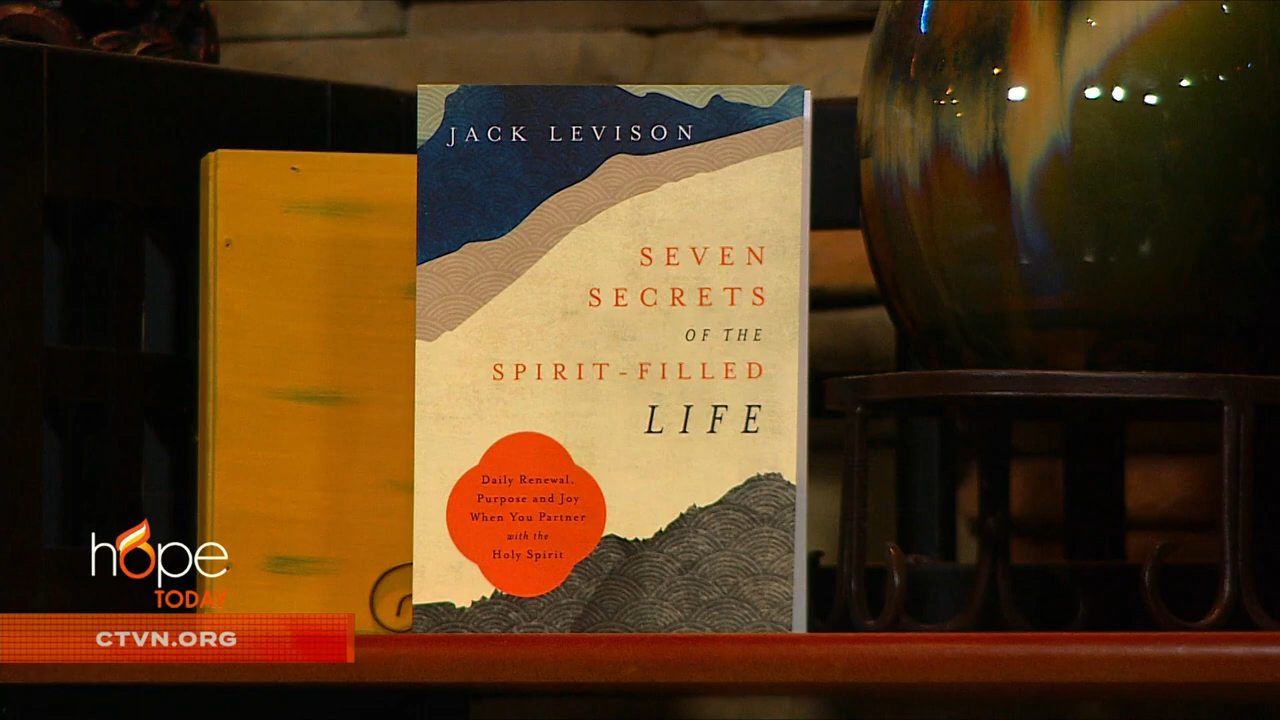 JACK LEVISON
SEVEN
SECRETS
OF THE
SPIRIT-FILLED
LIFE
Daily Renewal,
Purpose and Joy
When You Partner
with the
Holy Spirit
hope
TODAY
CTVN.ORG